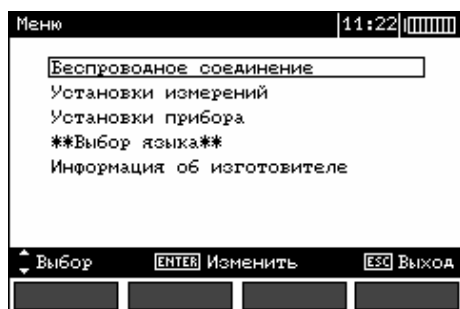 Меню 11:22
Беспроводное соединение
Установки измерений
Установки прибора
**Выбор языка**
Информация об изготовителе
Выбор ENTER Изменить ESC Выход